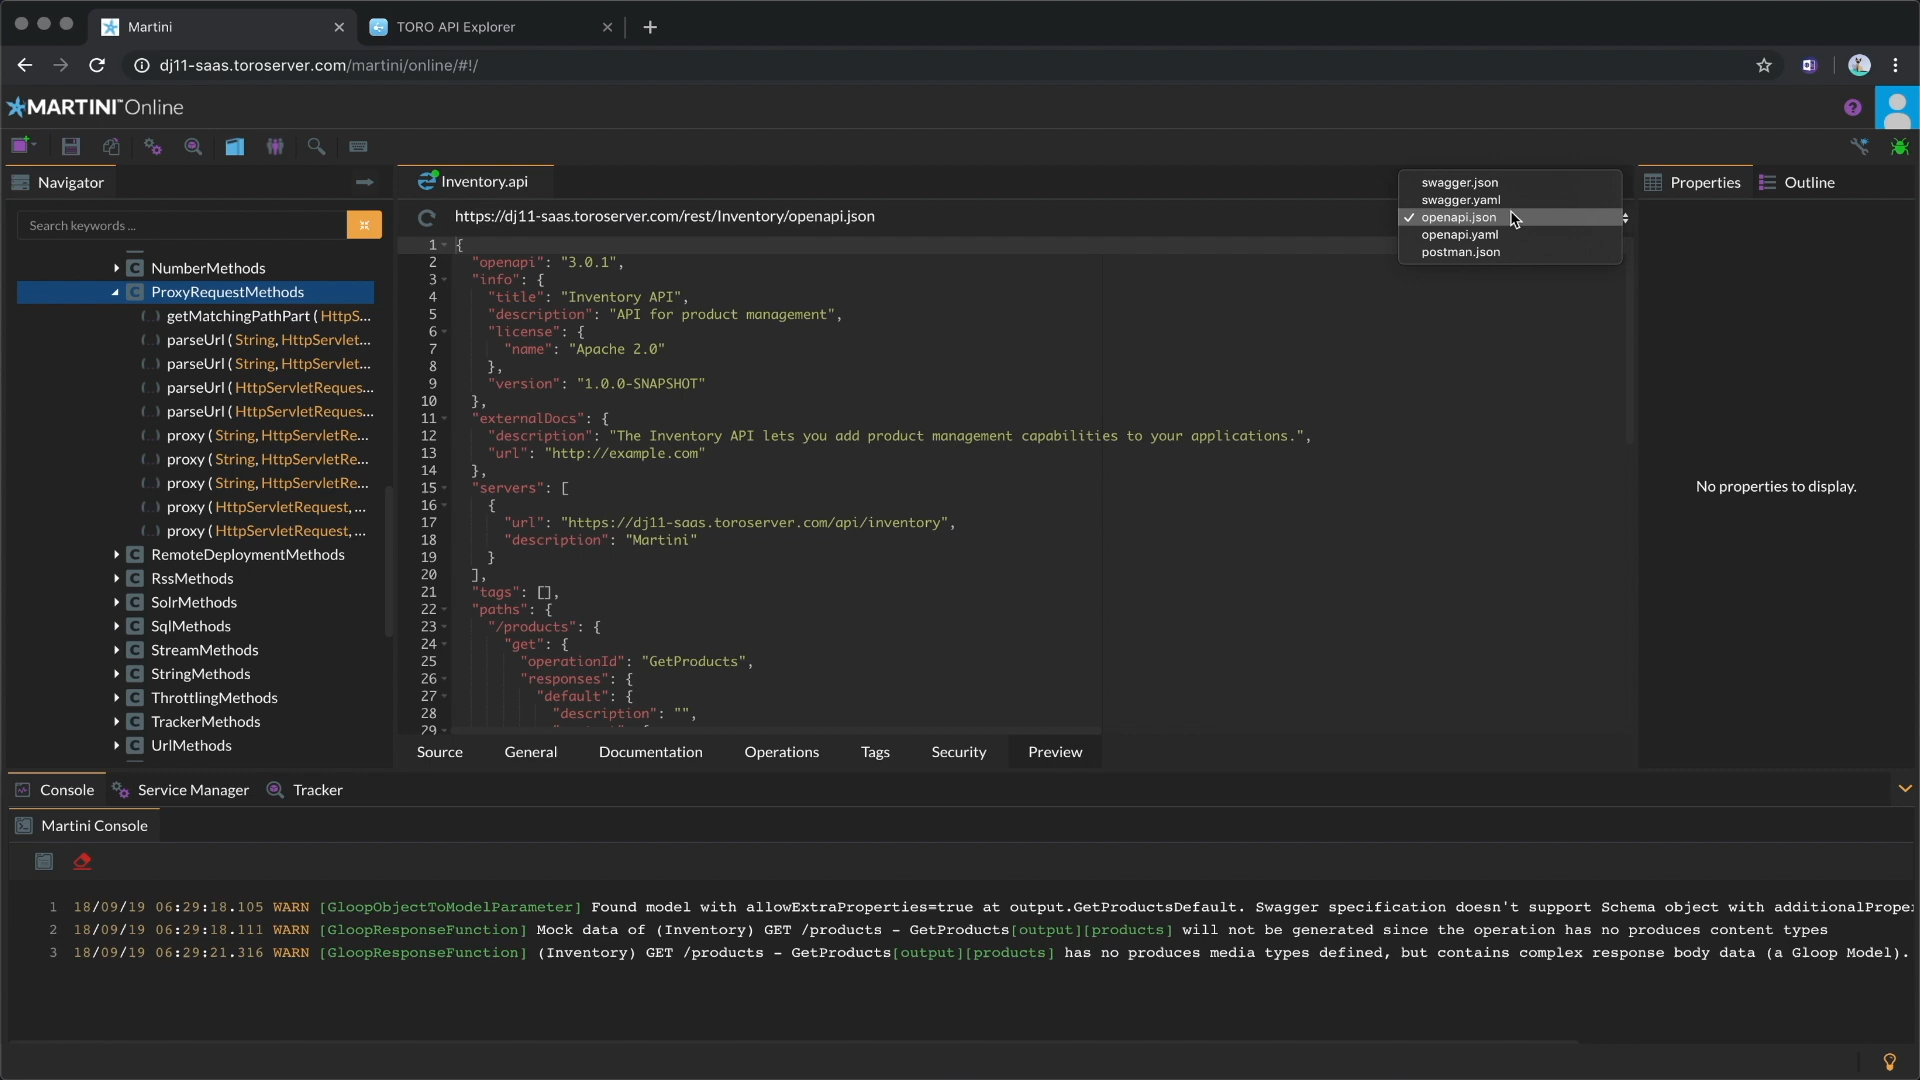 Martini
TORO API Explorer
dj11-saas.toroserver.com/martini/online/#!/
MARTINI™Online
Navigator
Inventory.api
Properties
Outline
Search keywords ...
https://dj11-saas.toroserver.com/rest/Inventory/openapi.json
swagger.json
swagger.yaml
openapi.json
openapi.yaml
postman.json
NumberMethods
ProxyRequestMethods
getMatchingPathPart ( HttpS...
parseUrl ( String, HttpServlet...
parseUrl ( String, HttpServlet...
parseUrl ( HttpServletReques...
parseUrl ( HttpServletReques...
proxy ( String, HttpServletRe...
proxy ( String, HttpServletRe...
proxy ( String, HttpServletRe...
proxy ( HttpServletRequest, ...
proxy ( HttpServletRequest, ...
RemoteDeploymentMethods
RssMethods
SolrMethods
SqlMethods
StreamMethods
StringMethods
ThrottlingMethods
TrackerMethods
UrlMethods
1 {
2 "openapi": "3.0.1",
3 "info": {
4 "title": "Inventory API",
5 "description": "API for product management",
6 "license": {
7 "name": "Apache 2.0"
8 },
9 "version": "1.0.0-SNAPSHOT"
10 },
11 "externalDocs": {
12 "description": "The Inventory API lets you add product management capabilities to your applications.",
13 "url": "http://example.com"
14 },
15 "servers": [
16 {
17 "url": "https://dj11-saas.toroserver.com/api/inventory",
18 "description": "Martini"
19 }
20 ],
21 "tags": [],
22 "paths": {
23 "/products": {
24 "get": {
25 "operationId": "GetProducts",
26 "responses": {
27 "default": {
28 "description": "",
29
No properties to display.
Source
General
Documentation
Operations
Tags
Security
Preview
Console
Service Manager
Tracker
Martini Console
1 18/09/19 06:29:18.105 WARN [GloopObjectToModelParameter] Found model with allowExtraProperties=true at output.GetProductsDefault. Swagger specification doesn't support Schema object with additionalProper
2 18/09/19 06:29:18.111 WARN [GloopResponseFunction] Mock data of (Inventory) GET /products - GetProducts[output][products] will not be generated since the operation has no produces content types
3 18/09/19 06:29:21.316 WARN [GloopResponseFunction] (Inventory) GET /products - GetProducts[output][products] has no produces media types defined, but contains complex response body data (a Gloop Model).